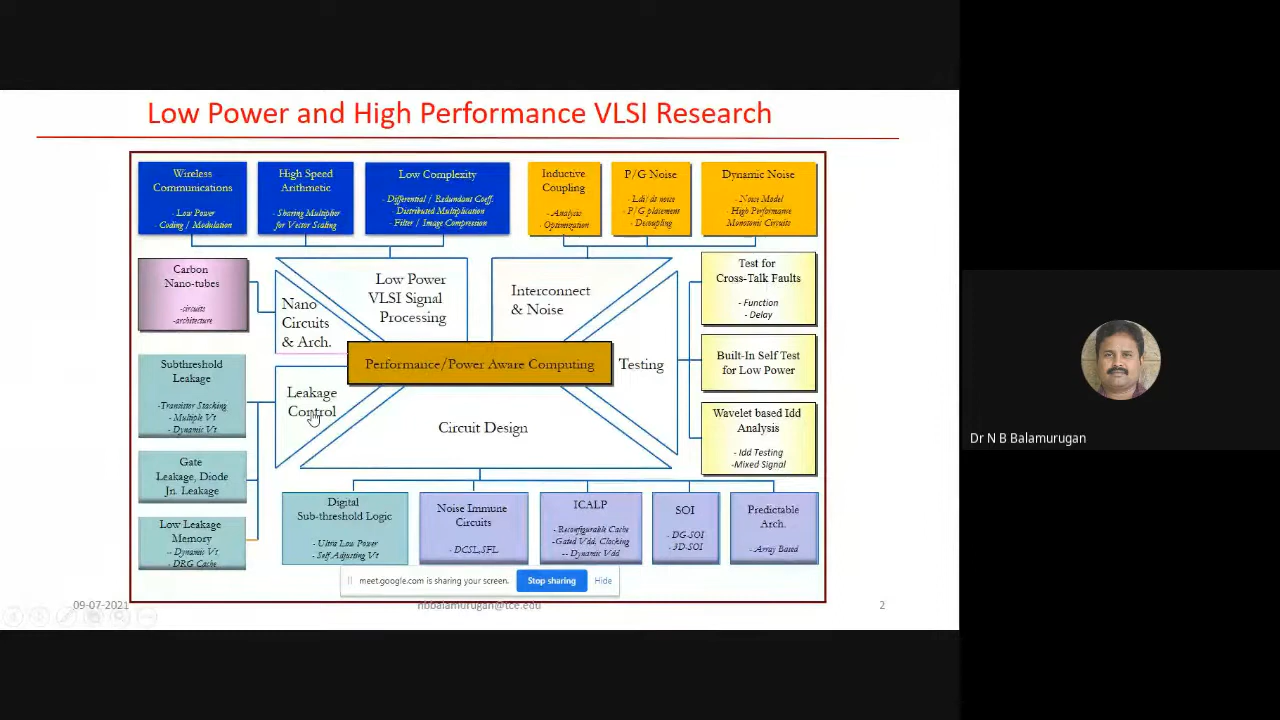 Low Power and High Performance VLSI Research
Wireless
Communications
- Low Power
- Coding / Modulation
High Speed
Arithmetic
- Sharing Multiplier
for Vector Scaling
Low Complexity
- Differential / Redundant Coeff.
Distributed Multiplication
- Filter / Image Compression
Inductive
Coupling
- Analysis
- Optimization
P/G Noise
- Ldi/dt noise
- P/G placement
- Decoupling
Dynamic Noise
- Noise Model
- High Performance
Monotonic Circuits
Carbon
Nano-tubes
-circuits
-architecture
Nano
Circuits
& Arch.
Low Power
VLSI Signal
Processing
Interconnect
& Noise
Test for
Cross-Talk Faults
- Function
- Delay
Performance/Power Aware Computing
Testing
Built-In Self Test
for Low Power
Subthreshold
Leakage
-Transistor Stacking
- Multiple Vt
- Dynamic Vt
Leakage
Control
Circuit Design
Wavelet based Idd
Analysis
- Idd Testing
-Mixed Signal
Gate
Leakage, Diode
Jn. Leakage
Low Leakage
Memory
-- Dynamic Vt
-- DRG Cache
Digital
Sub-threshold Logic
- Ultra Low Power
- Self Adjusting Vt
Noise Immune
Circuits
- DCSL,SFL
ICALP
- Reconfigurable Cache
-Gated Vdd, Clocking
-- Dynamic Vdd
SOI
- DG-SOI
- 3D-SOI
Predictable
Arch.
- Array Based
meet.google.com is sharing your screen.
Stop sharing
Hide
09-07-2021
nbbalamurugan@tce.edu
2
Dr N B Balamurugan